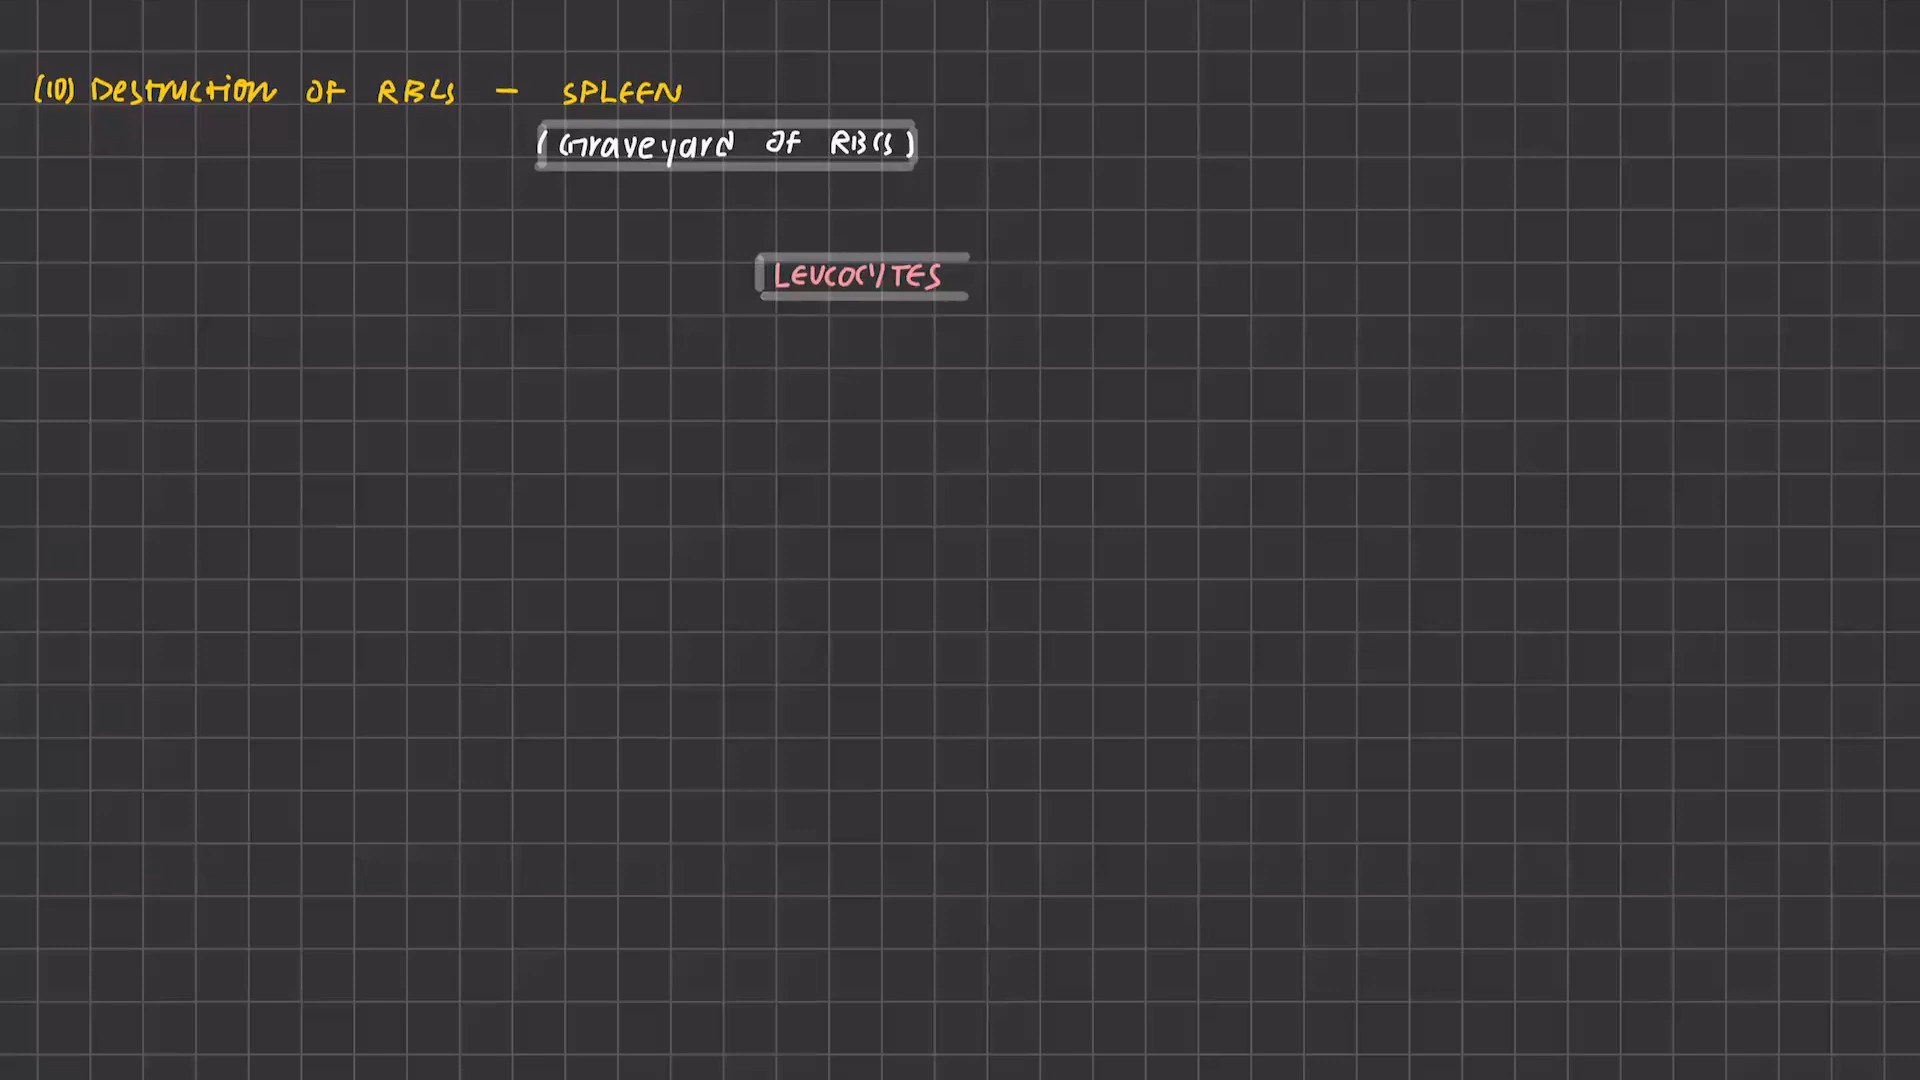 (10) Destruction of RBCs - SPLEEN
(Graveyard of RBCs)
LEUCOCYTES